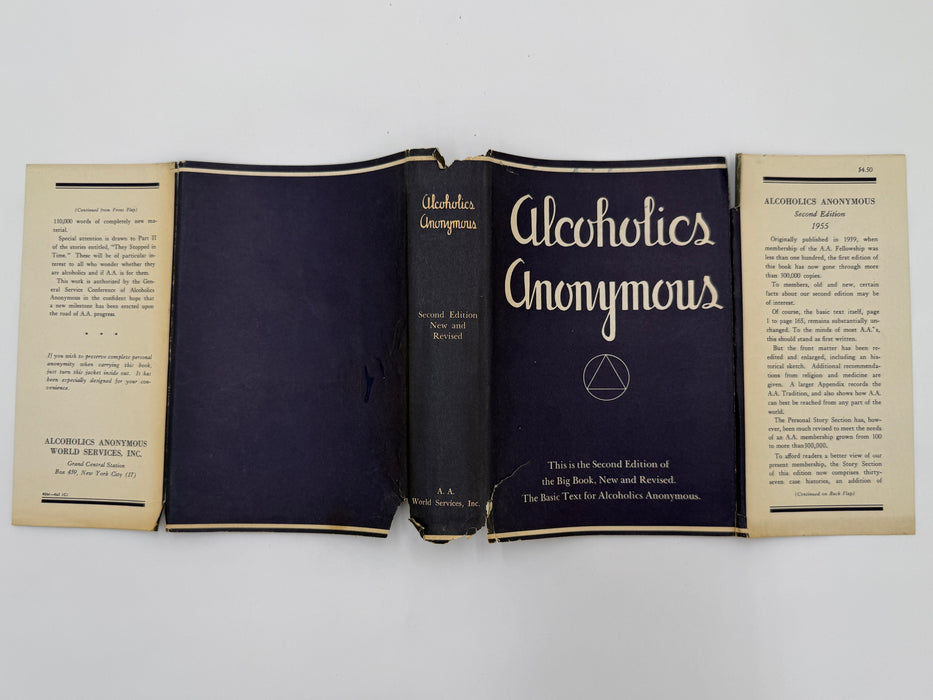 (Continued from Front Flap)
110,000 words of completely new ma-
terial.
Special attention is drawn to Part II
of the stories entitled, "They Stopped in
Time." These will be of particular in-
terest to all who wonder whether they
are alcoholics and if A.A. is for them.
This work is authorized by the Gen-
eral Service Conference of Alcoholics
Anonymous in the confident hope that
a new milestone has been erected upon
the road of A.A. progress.
* * *
If you wish to preserve complete personal
anonymity when carrying this book,
just turn this jacket inside out. It has
been especially designed for your con-
venience.
ALCOHOLICS ANONYMOUS
WORLD SERVICES, INC.
Grand Central Station
Box 459, New York City (17)
Alcoholics
Anonymous
Second Edition
New and
Revised
A. A.
World Services, Inc.
Alcoholics
Anonymous
This is the Second Edition of
the Big Book, New and Revised.
The Basic Text for Alcoholics Anonymous.
$4.50
ALCOHOLICS ANONYMOUS
Second Edition
1955
Originally published in 1939, when
membership of the A.A. Fellowship was
less than one hundred, the first edition of
this book has now gone through more
than 300,000 copies.
To members, old and new, certain
facts about our second edition may be
of interest.
Of course, the basic text itself, page
1 to page 165, remains substantially un-
changed. To the minds of most A.A.'s,
this should stand as first written.
But the front matter has been re-
edited and enlarged, including an his-
torical sketch. Additional recommenda-
tions from religion and medicine are
given. A larger Appendix records the
A.A. Tradition, and also shows how A.A.
can best be reached from any part of the
world.
The Personal Story Section has, how-
ever, been much revised to meet the needs
of an A.A. membership grown from 100
to more than 100,000.
To afford readers a better view of our
present membership, the Story Section
of this edition now comprises thirty-
seven case histories, an addition of
(Continued on Back Flap)